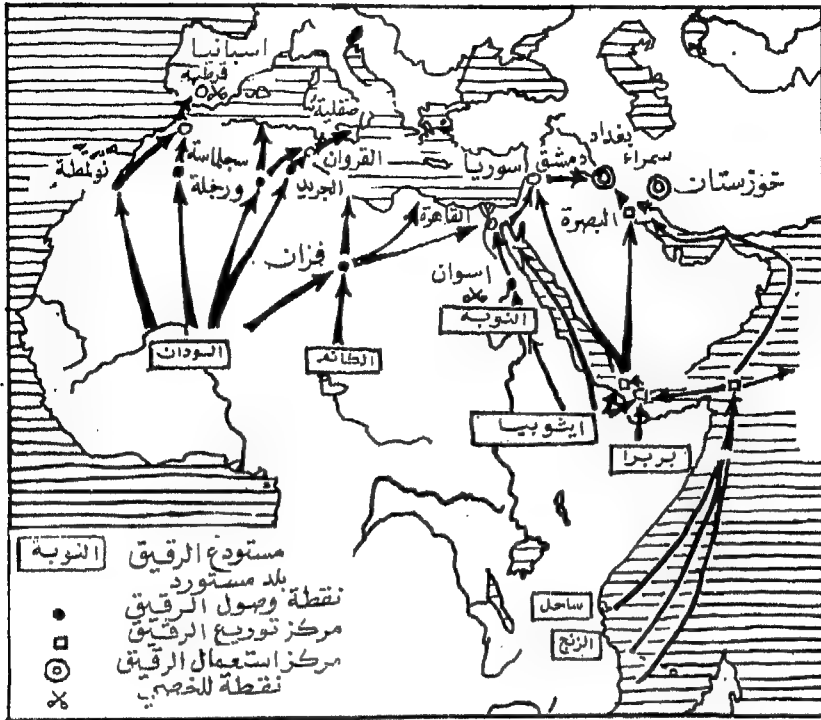 اسبانيا
قرطبة
صقلية
القروان
سجلماسة
ورجلة
الجريد
نولمطة
سوريا
دمشق
بغداد
سمراء
خوزستان
البصرة
القاهرة
فزان
اسوان
النوبة
السودان
الكانم
ايثوبيا
بربرا
ساحل
الزنج
النوبة
مستودع الرقيق
بلد مستورد
نقطة وصول الرقيق
مركز توزيع الرقيق
مركز استعمال الرقيق
نقطة للخصي